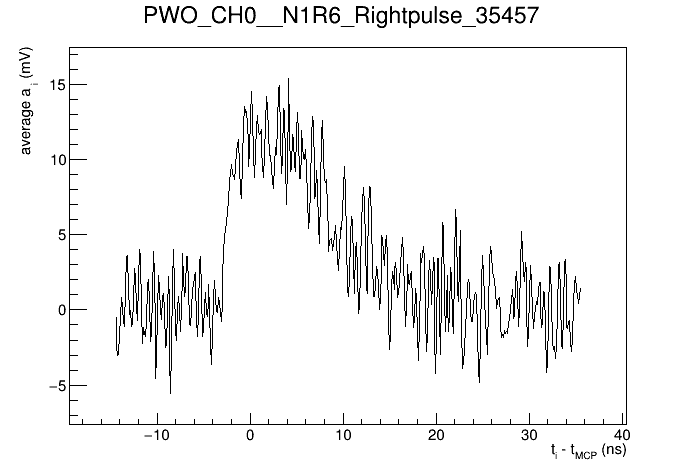 PWO_CH0__N1R6_Rightpulse_35457
average a_i (mV)
15
10
5
0
−5
−10 0 10 20 30 40
t_i - t_MCP (ns)